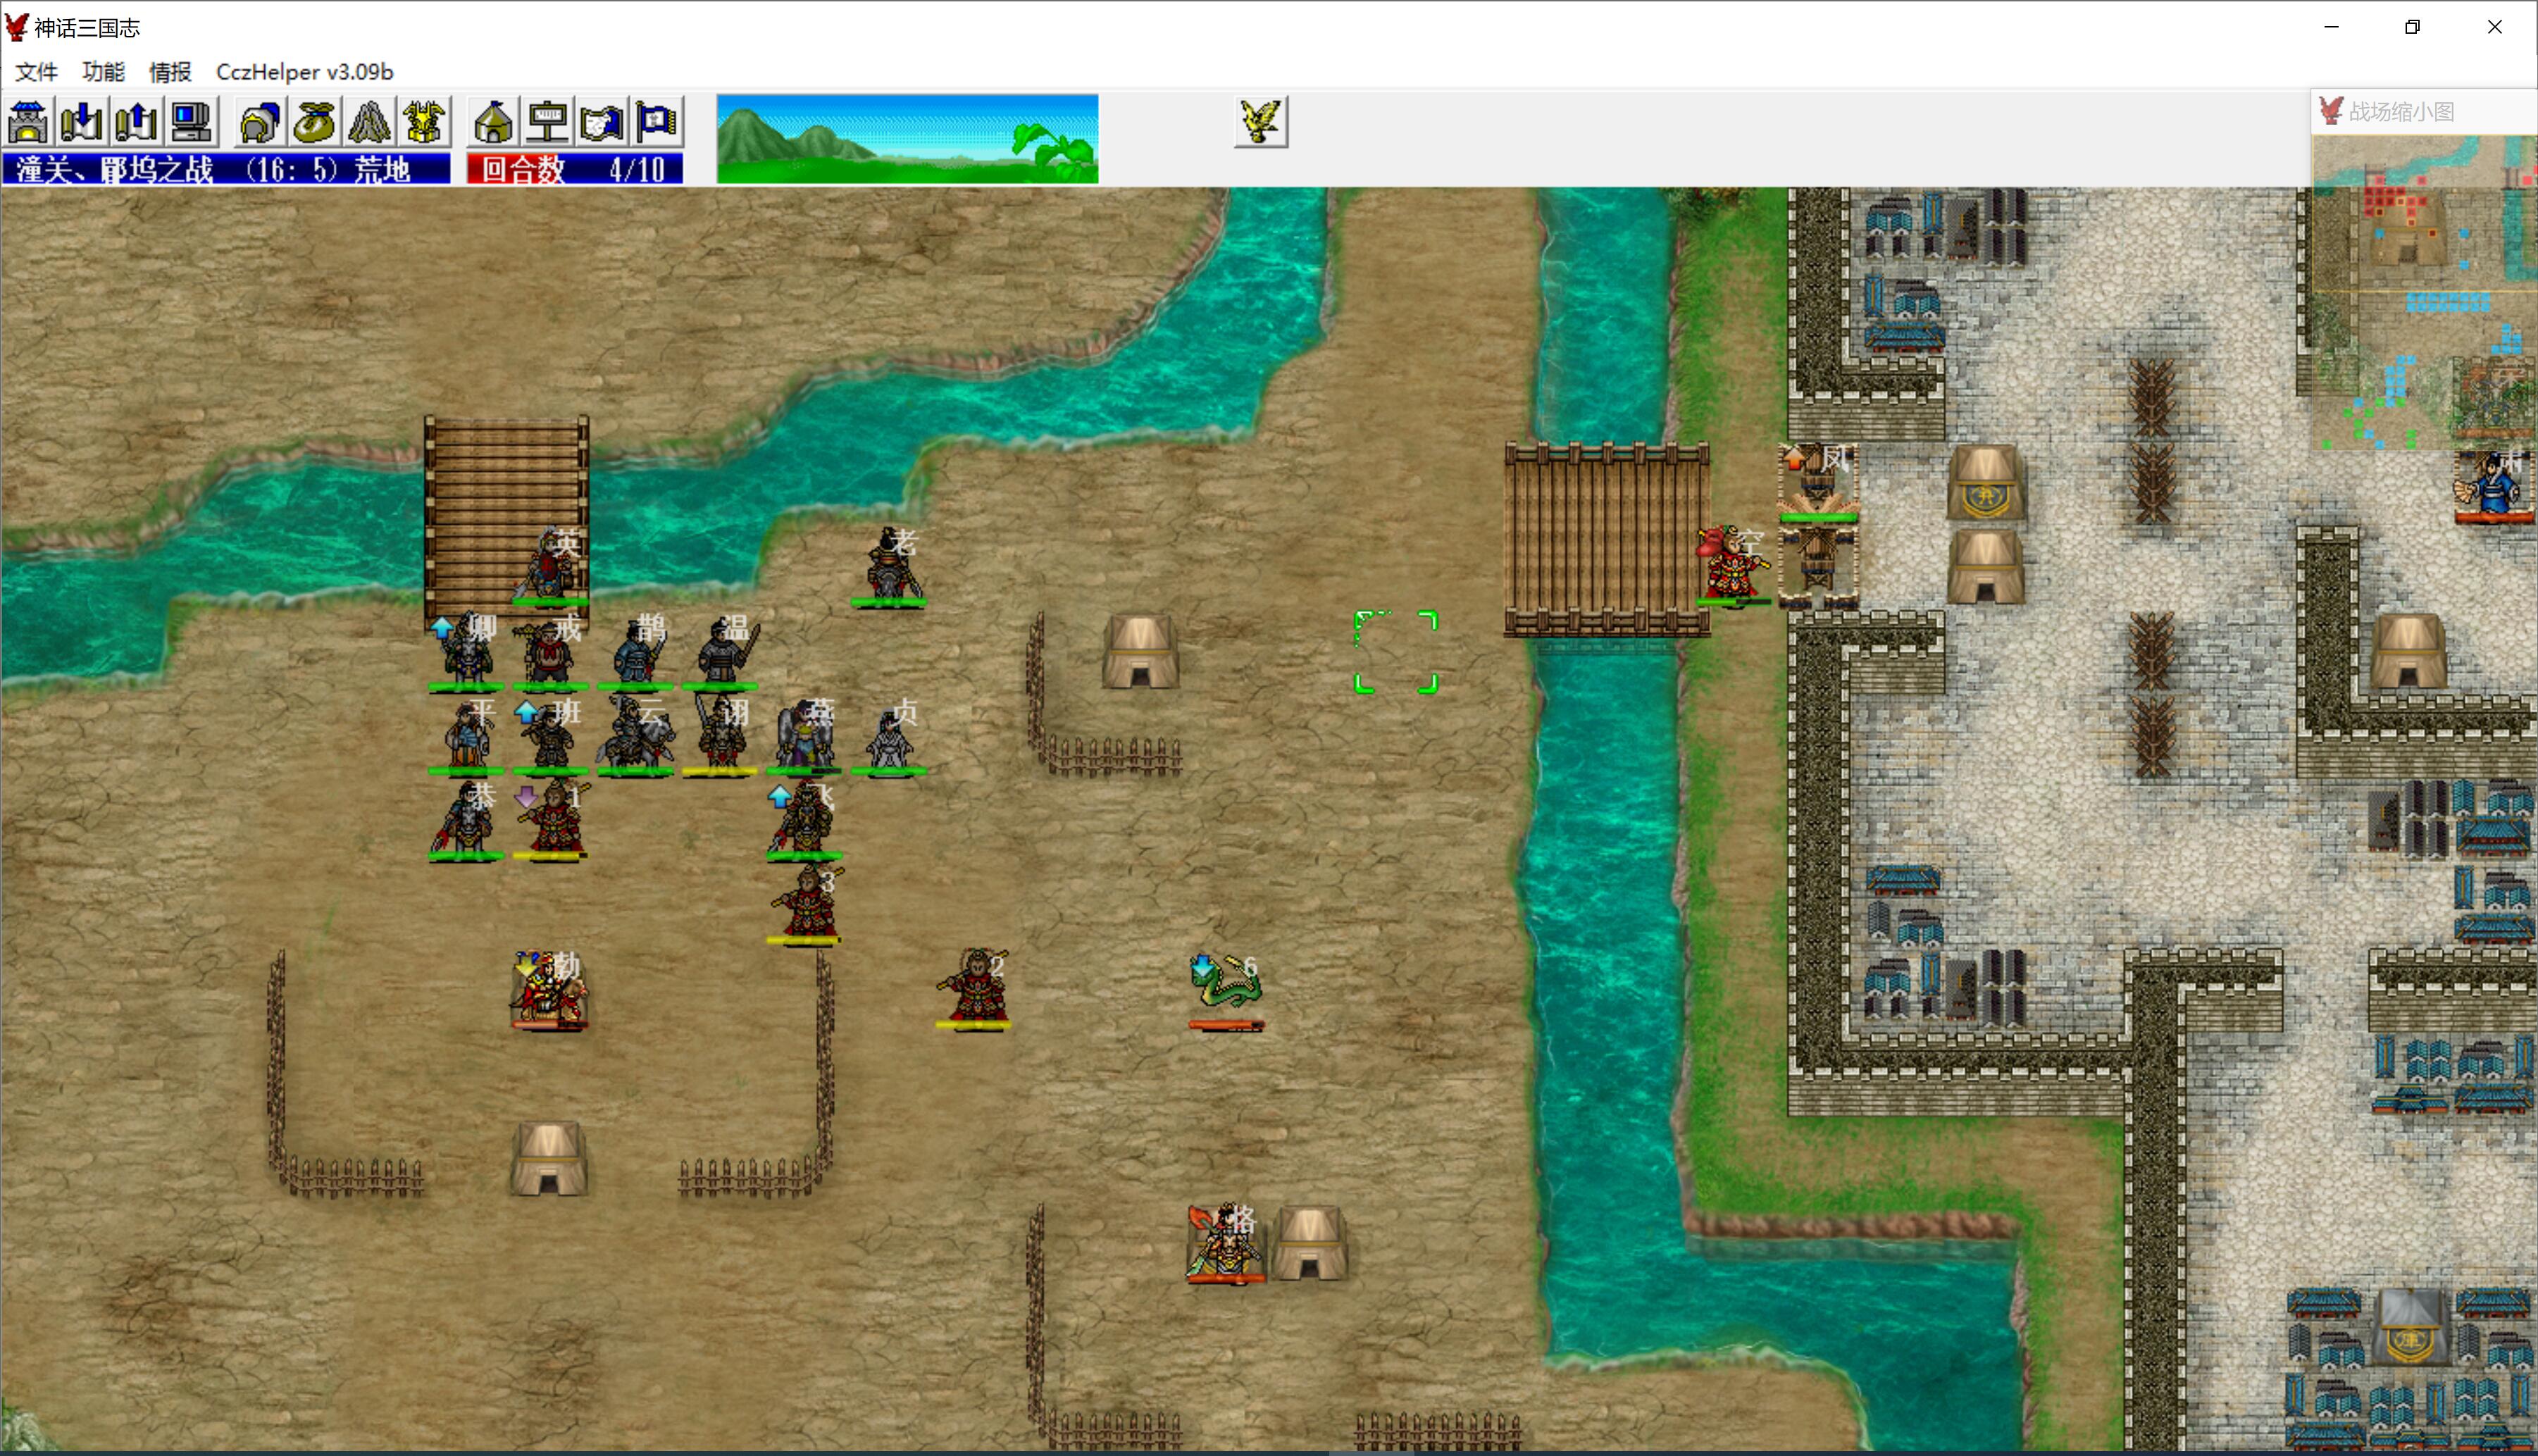 神话三国志
文件 功能 情报 CczHelper v3.09b
战场缩小图
潼关、郿坞之战 (16: 5) 荒地
回合数 4/10
凤
英
老
空
卿 戒 鹊 温
平 班 云 诩 燕 贞
恭 1 飞
3
勃 2 6
格